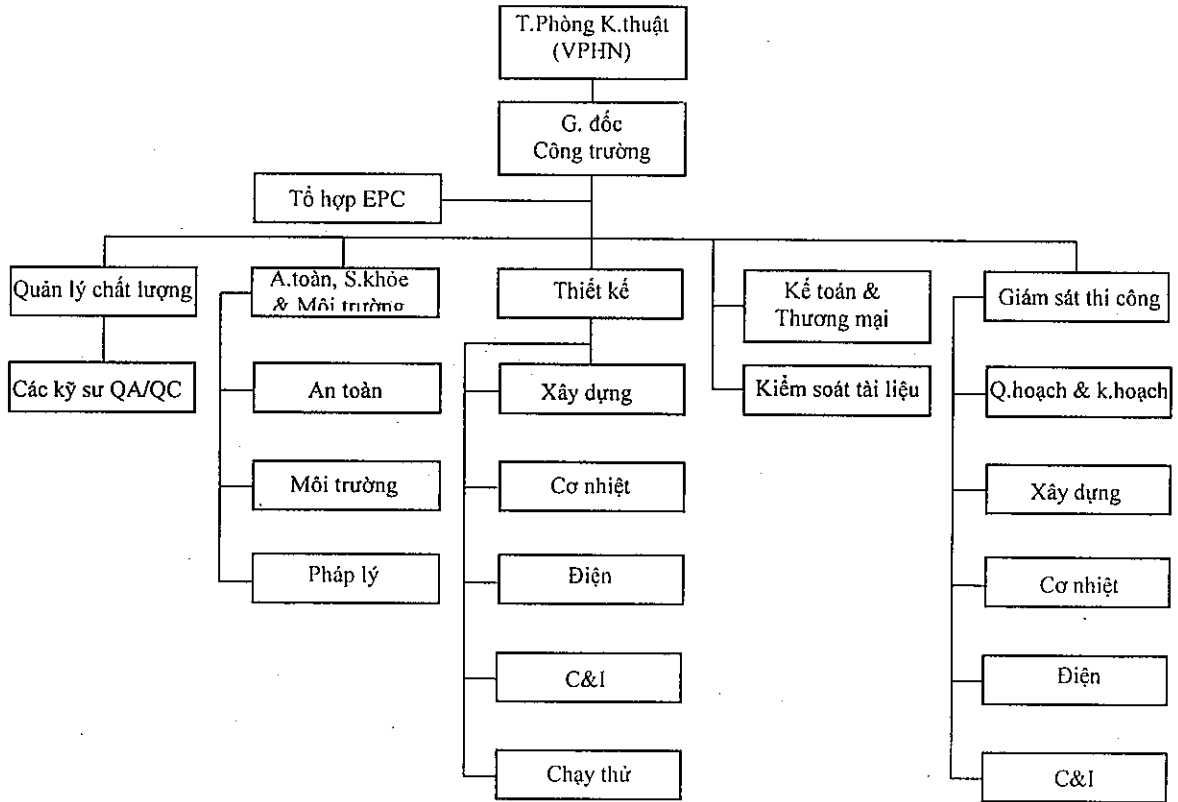 T.Phòng K.thuật
(VPHN)
G. đốc
Công trường
Tổ hợp EPC
Quản lý chất lượng
A.toàn, S.khỏe
& Môi trường
Thiết kế
Kế toán &
Thương mại
Giám sát thi công
Các kỹ sư QA/QC
An toàn
Xây dựng
Kiểm soát tài liệu
Q.hoạch & k.hoạch
Môi trường
Cơ nhiệt
Xây dựng
Pháp lý
Điện
Cơ nhiệt
C&I
Điện
Chạy thử
C&I